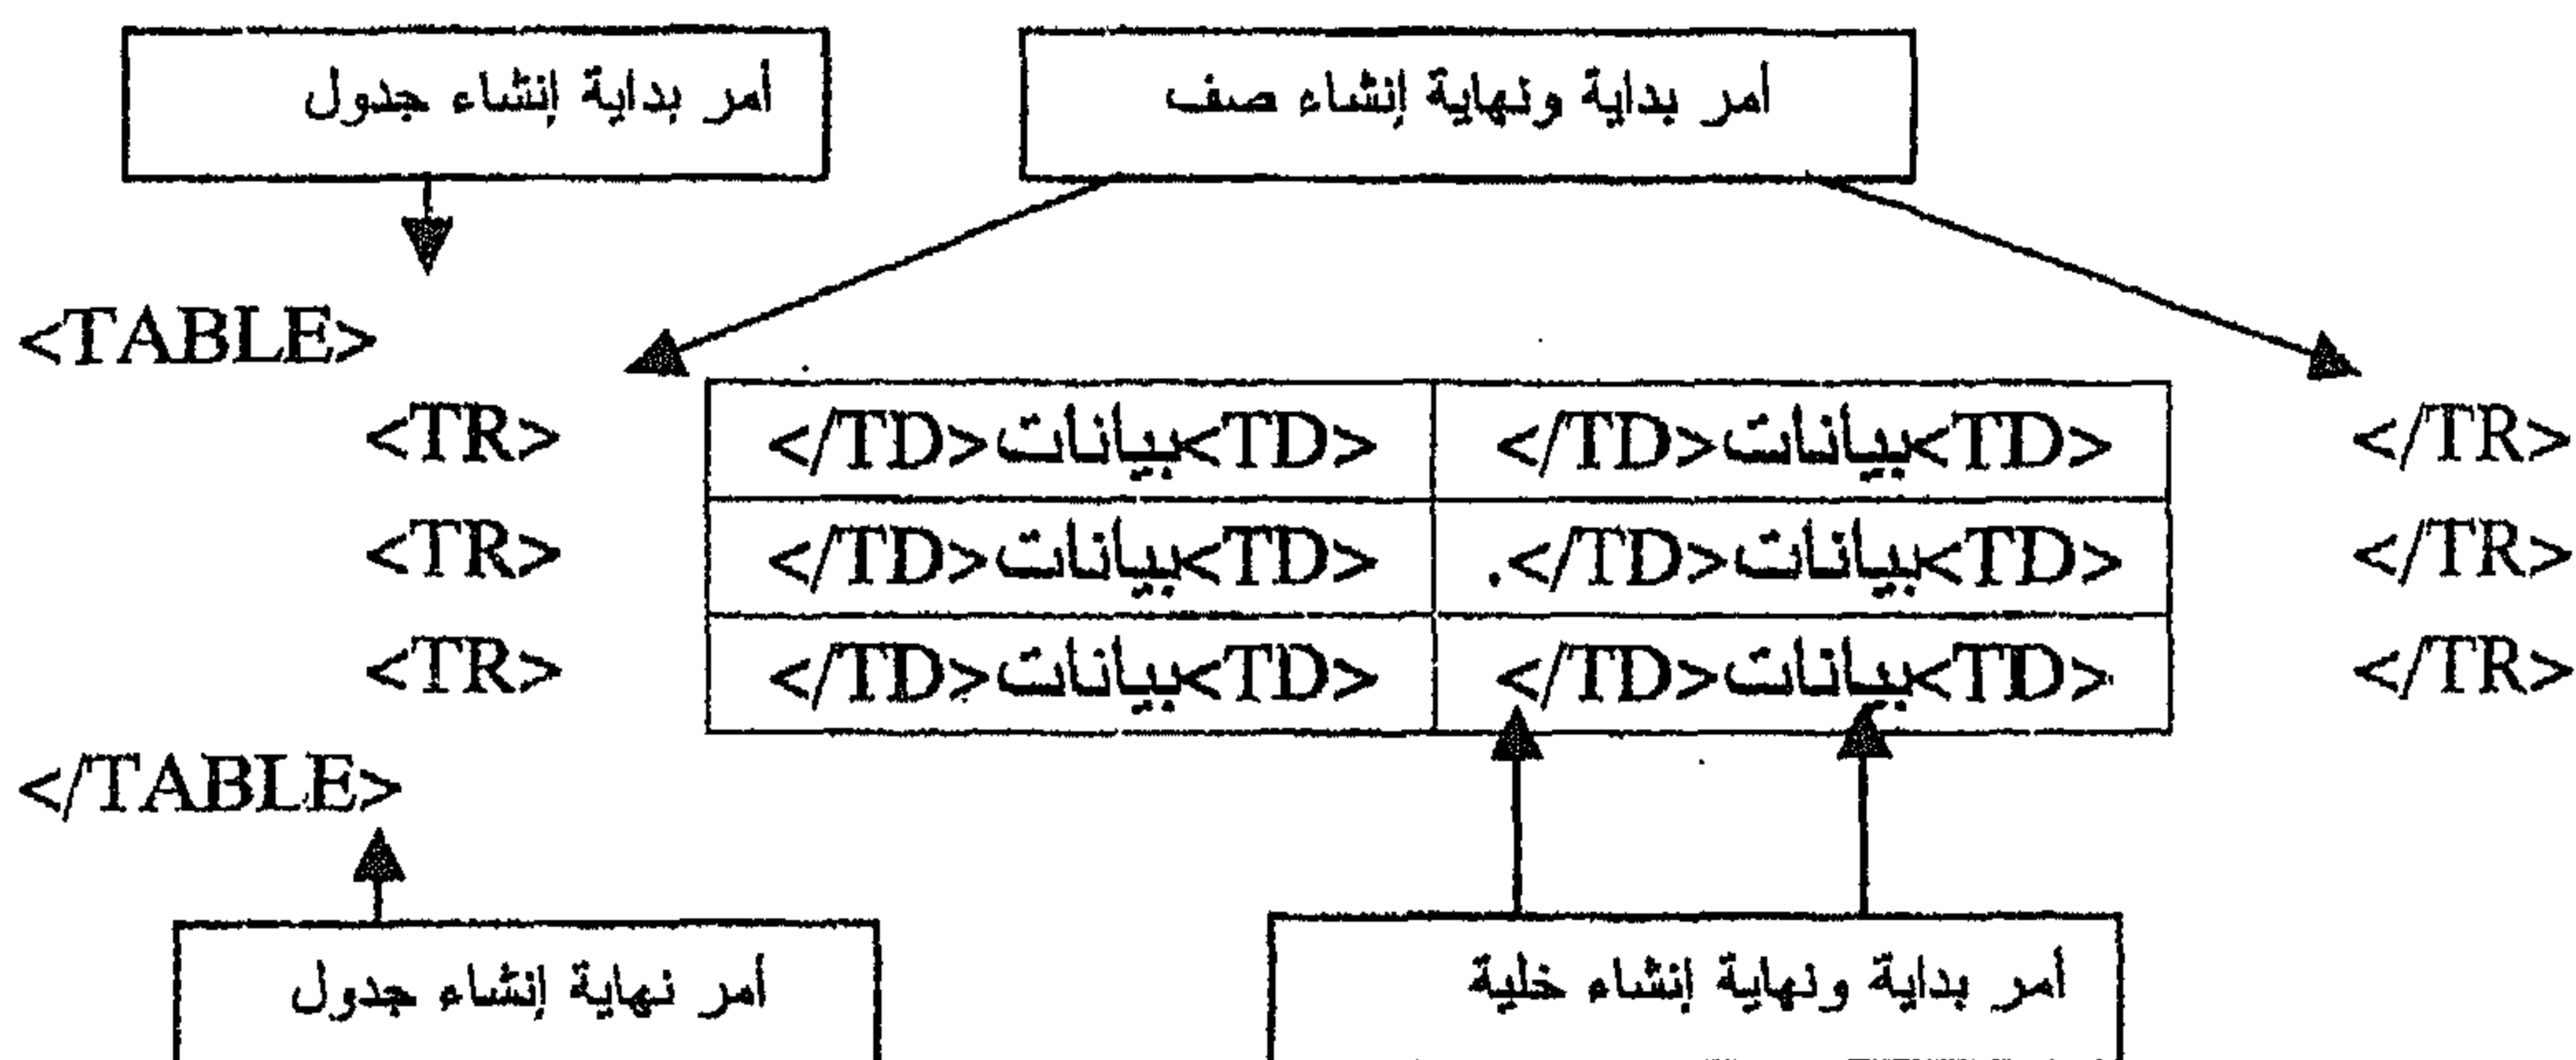 أمر بداية إنشاء جدول
أمر بداية ونهاية إنشاء صف
<TABLE>
<TR> <TD>بيانات</TD> <TD>بيانات</TD> </TR>
<TR> <TD>بيانات</TD> <TD>بيانات</TD>. </TR>
<TR> <TD>بيانات</TD> <TD>بيانات</TD> </TR>
</TABLE>
أمر نهاية إنشاء جدول
أمر بداية ونهاية إنشاء خلية